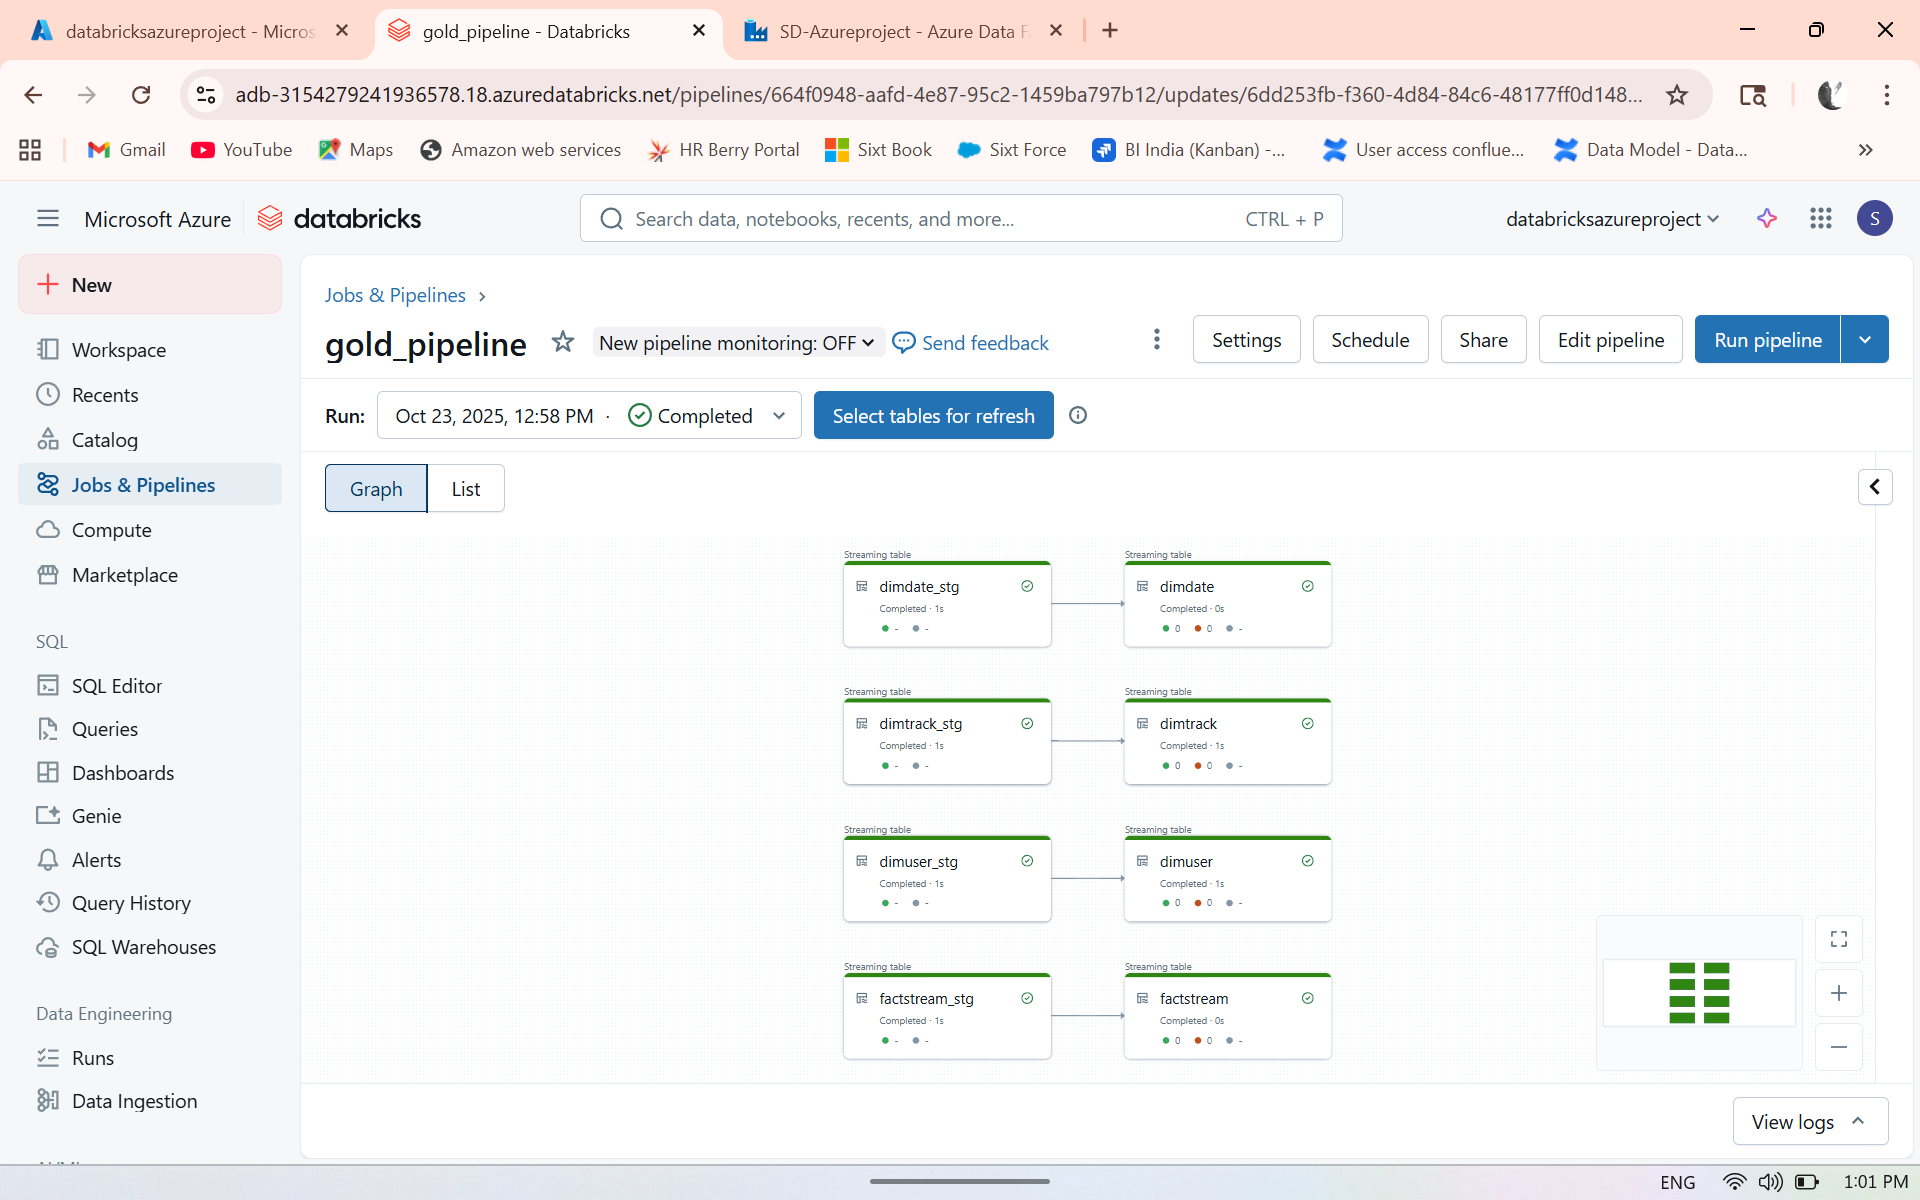 databricksazureproject - Micros
gold_pipeline - Databricks
SD-Azureproject - Azure Data F
adb-3154279241936578.18.azuredatabricks.net/pipelines/664f0948-aafd-4e87-95c2-1459ba797b12/updates/6dd253fb-f360-4d84-84c6-48177ff0d148...
Gmail
YouTube
Maps
Amazon web services
HR Berry Portal
Sixt Book
Sixt Force
BI India (Kanban) -...
User access conflue...
Data Model - Data...
Microsoft Azure
databricks
Search data, notebooks, recents, and more...
CTRL + P
databricksazureproject
S
New
Workspace
Recents
Catalog
Jobs & Pipelines
Compute
Marketplace
SQL
SQL Editor
Queries
Dashboards
Genie
Alerts
Query History
SQL Warehouses
Data Engineering
Runs
Data Ingestion
Jobs & Pipelines ›
gold_pipeline
New pipeline monitoring: OFF
Send feedback
Settings
Schedule
Share
Edit pipeline
Run pipeline
Run:
Oct 23, 2025, 12:58 PM · Completed
Select tables for refresh
Graph
List
Streaming table
dimdate_stg
Completed · 1s
- -
Streaming table
dimdate
Completed · 0s
0 0 -
Streaming table
dimtrack_stg
Completed · 1s
- -
Streaming table
dimtrack
Completed · 1s
0 0 -
Streaming table
dimuser_stg
Completed · 1s
- -
Streaming table
dimuser
Completed · 1s
0 0 -
Streaming table
factstream_stg
Completed · 1s
- -
Streaming table
factstream
Completed · 0s
0 0 -
View logs
ENG
1:01 PM